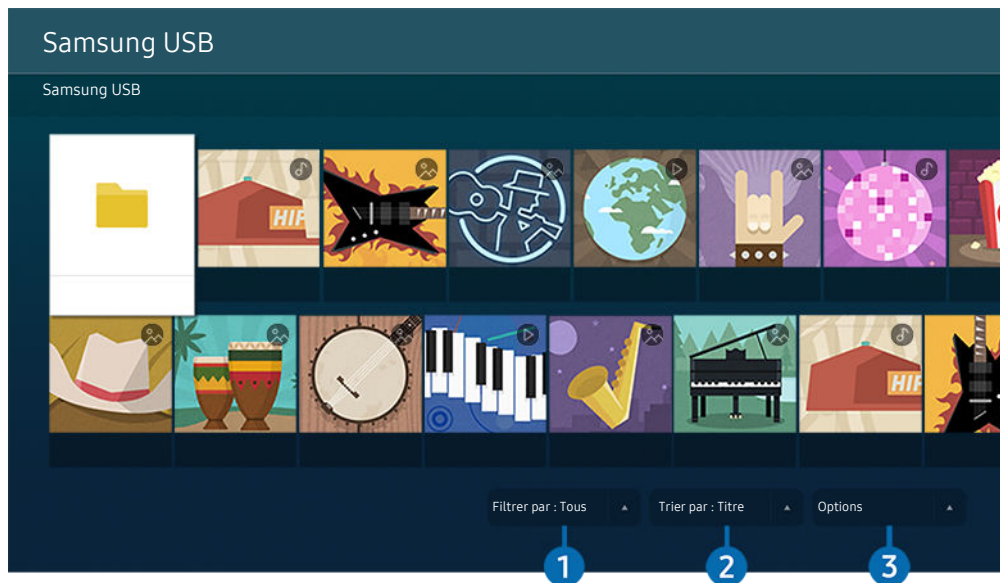 Samsung USB
Samsung USB
HIP
HIP
Filtrer par : Tous
Trier par : Titre
Options
1
2
3